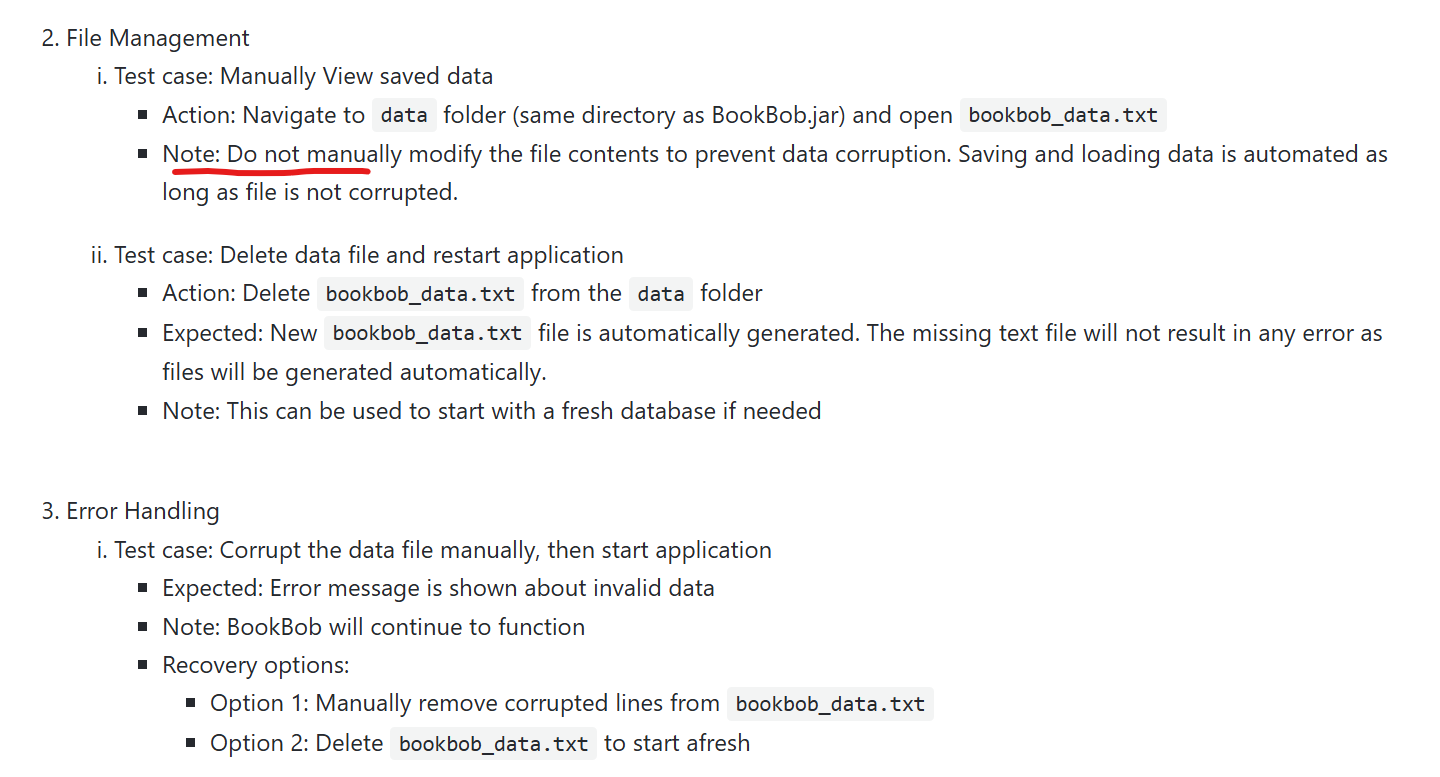 2. File Management
i. Test case: Manually View saved data
▪ Action: Navigate to data folder (same directory as BookBob.jar) and open bookbob_data.txt
▪ Note: Do not manually modify the file contents to prevent data corruption. Saving and loading data is automated as
long as file is not corrupted.
ii. Test case: Delete data file and restart application
▪ Action: Delete bookbob_data.txt from the data folder
▪ Expected: New bookbob_data.txt file is automatically generated. The missing text file will not result in any error as
files will be generated automatically.
▪ Note: This can be used to start with a fresh database if needed
3. Error Handling
i. Test case: Corrupt the data file manually, then start application
▪ Expected: Error message is shown about invalid data
▪ Note: BookBob will continue to function
▪ Recovery options:
▪ Option 1: Manually remove corrupted lines from bookbob_data.txt
▪ Option 2: Delete bookbob_data.txt to start afresh